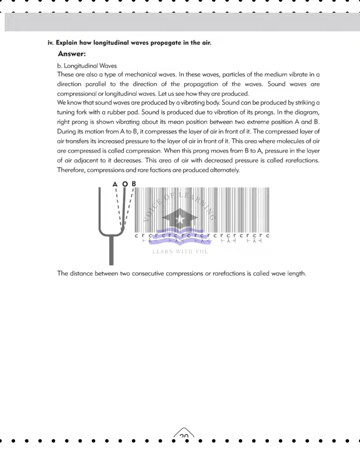 iv. Explain how longitudinal waves propagate in the air.
Answer:
b. Longitudinal Waves
These are also a type of mechanical waves. In these waves, particles of the medium vibrate in a
direction parallel to the direction of the propagation of the waves. Sound waves are
compressional or longitudinal waves. Let us see how they are produced.
We know that sound waves are produced by a vibrating body. Sound can be produced by striking a
tuning fork with a rubber pad. Sound is produced due to vibration of its prongs. In the diagram,
right prong is shown vibrating about its mean position between two extreme position A and B.
During its motion from A to B, it compresses the layer of air in front of it. The compressed layer of
air transfers its increased pressure to the layer of air in front of it. This area where molecules of air
are compressed is called compression. When this prong moves from B to A, pressure in the layer
of air adjacent to it decreases. This area of air with decreased pressure is called rarefactions.
Therefore, compressions and rare factions are produced alternately.
A O B
VOICE OF LEARNING
C r C r C r C r C r C r C r C r C r C r C
λ λ λ λ
LEARN WITH YOU
The distance between two consecutive compressions or rarefactions is called wave length.